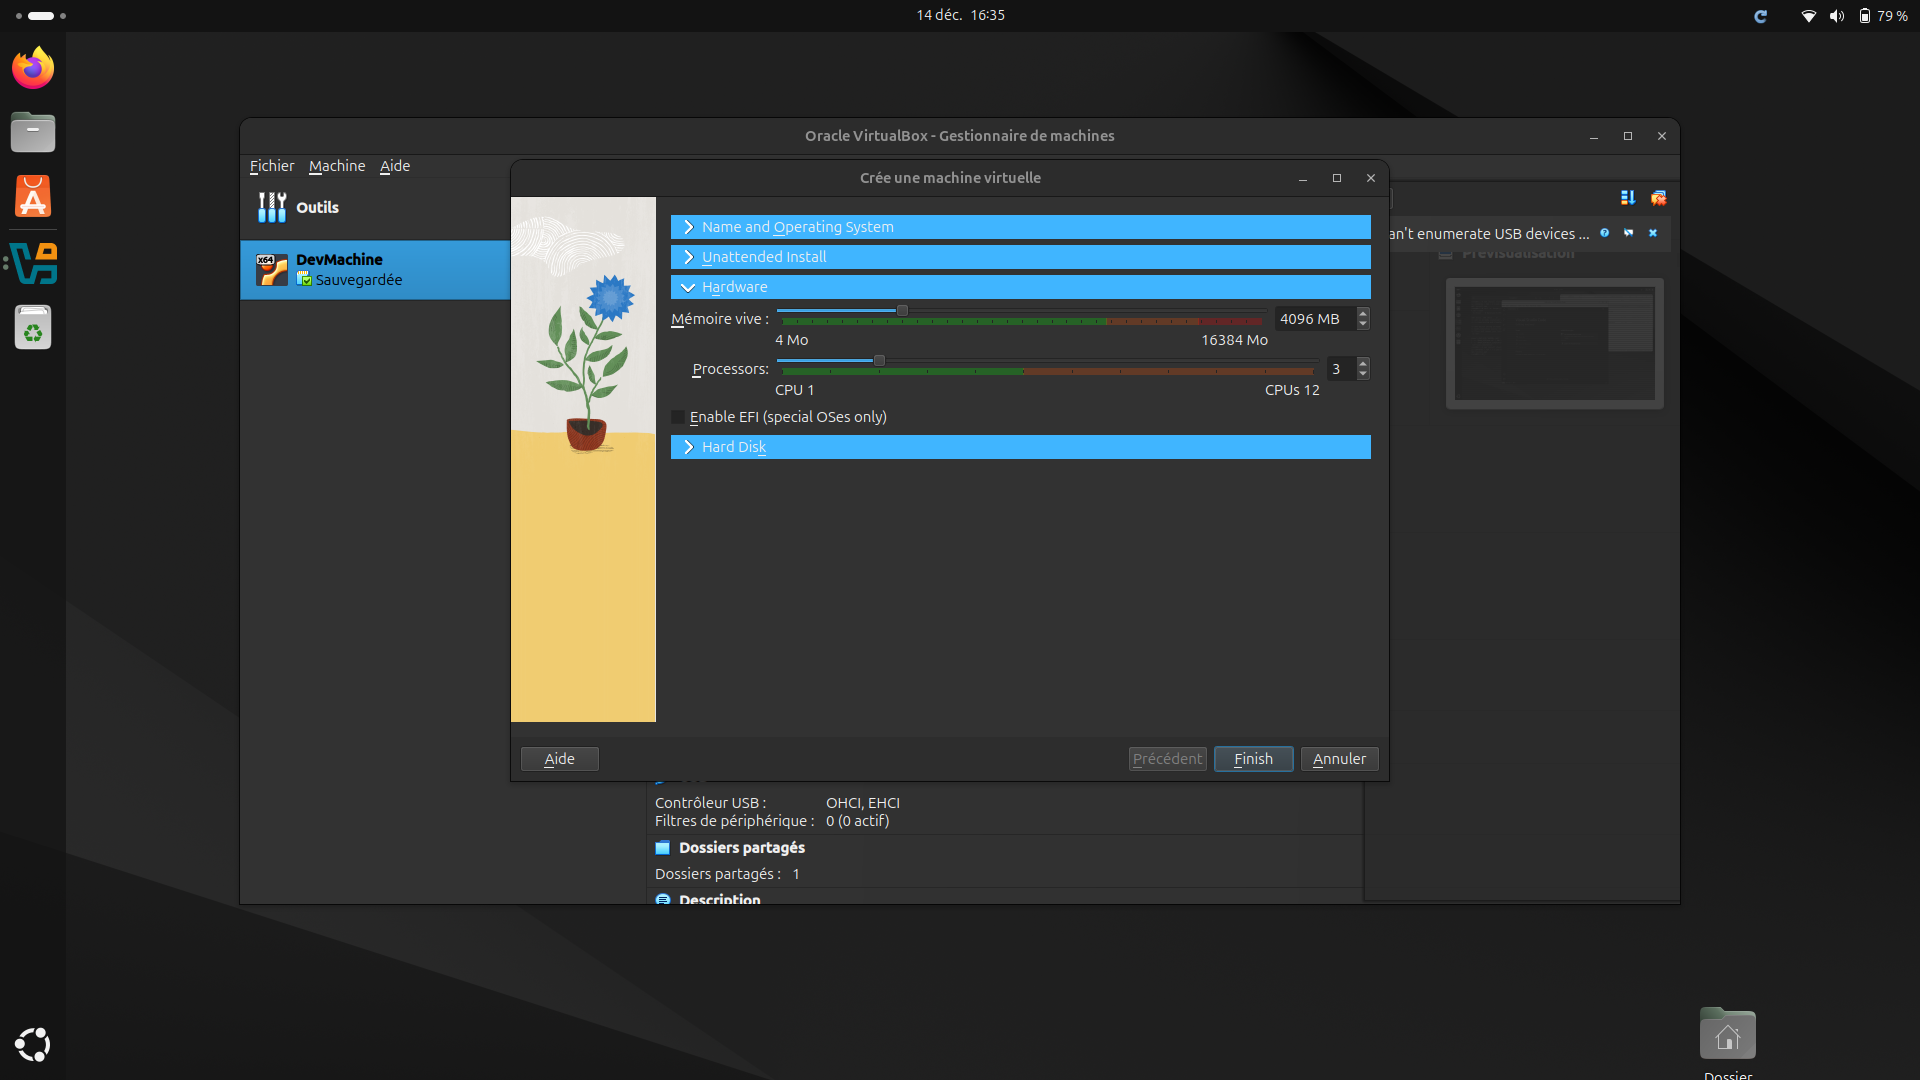 14 déc.  16:35
79 %
Oracle VirtualBox - Gestionnaire de machines
Fichier Machine Aide
Outils
x64
DevMachine
Sauvegardée
Crée une machine virtuelle
an't enumerate USB devices ...
Prévisualisation
Name and Operating System
Unattended Install
Hardware
Mémoire vive : 4096 MB
4 Mo 16384 Mo
Processors: 3
CPU 1 CPUs 12
Enable EFI (special OSes only)
Hard Disk
Aide Précédent Finish Annuler
Contrôleur USB : OHCI, EHCI
Filtres de périphérique : 0 (0 actif)
Dossiers partagés
Dossiers partagés : 1
Description
Dossier